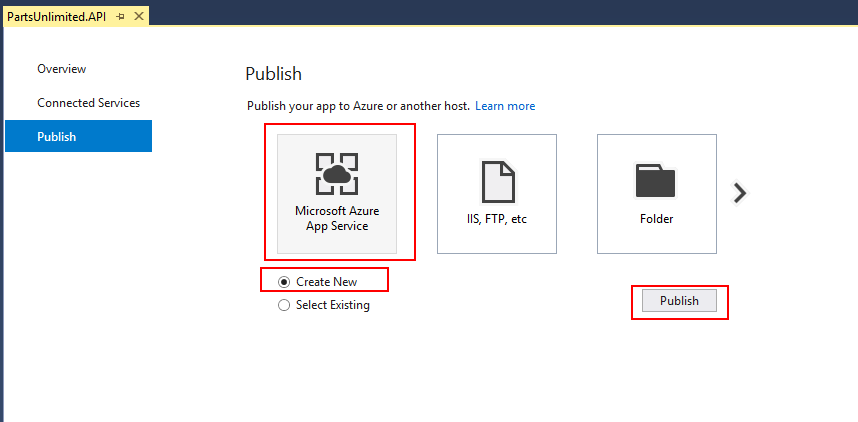 PartsUnlimited.API
Overview
Connected Services
Publish
Publish
Publish your app to Azure or another host. Learn more
Microsoft Azure
App Service
IIS, FTP, etc
Folder
Create New
Select Existing
Publish